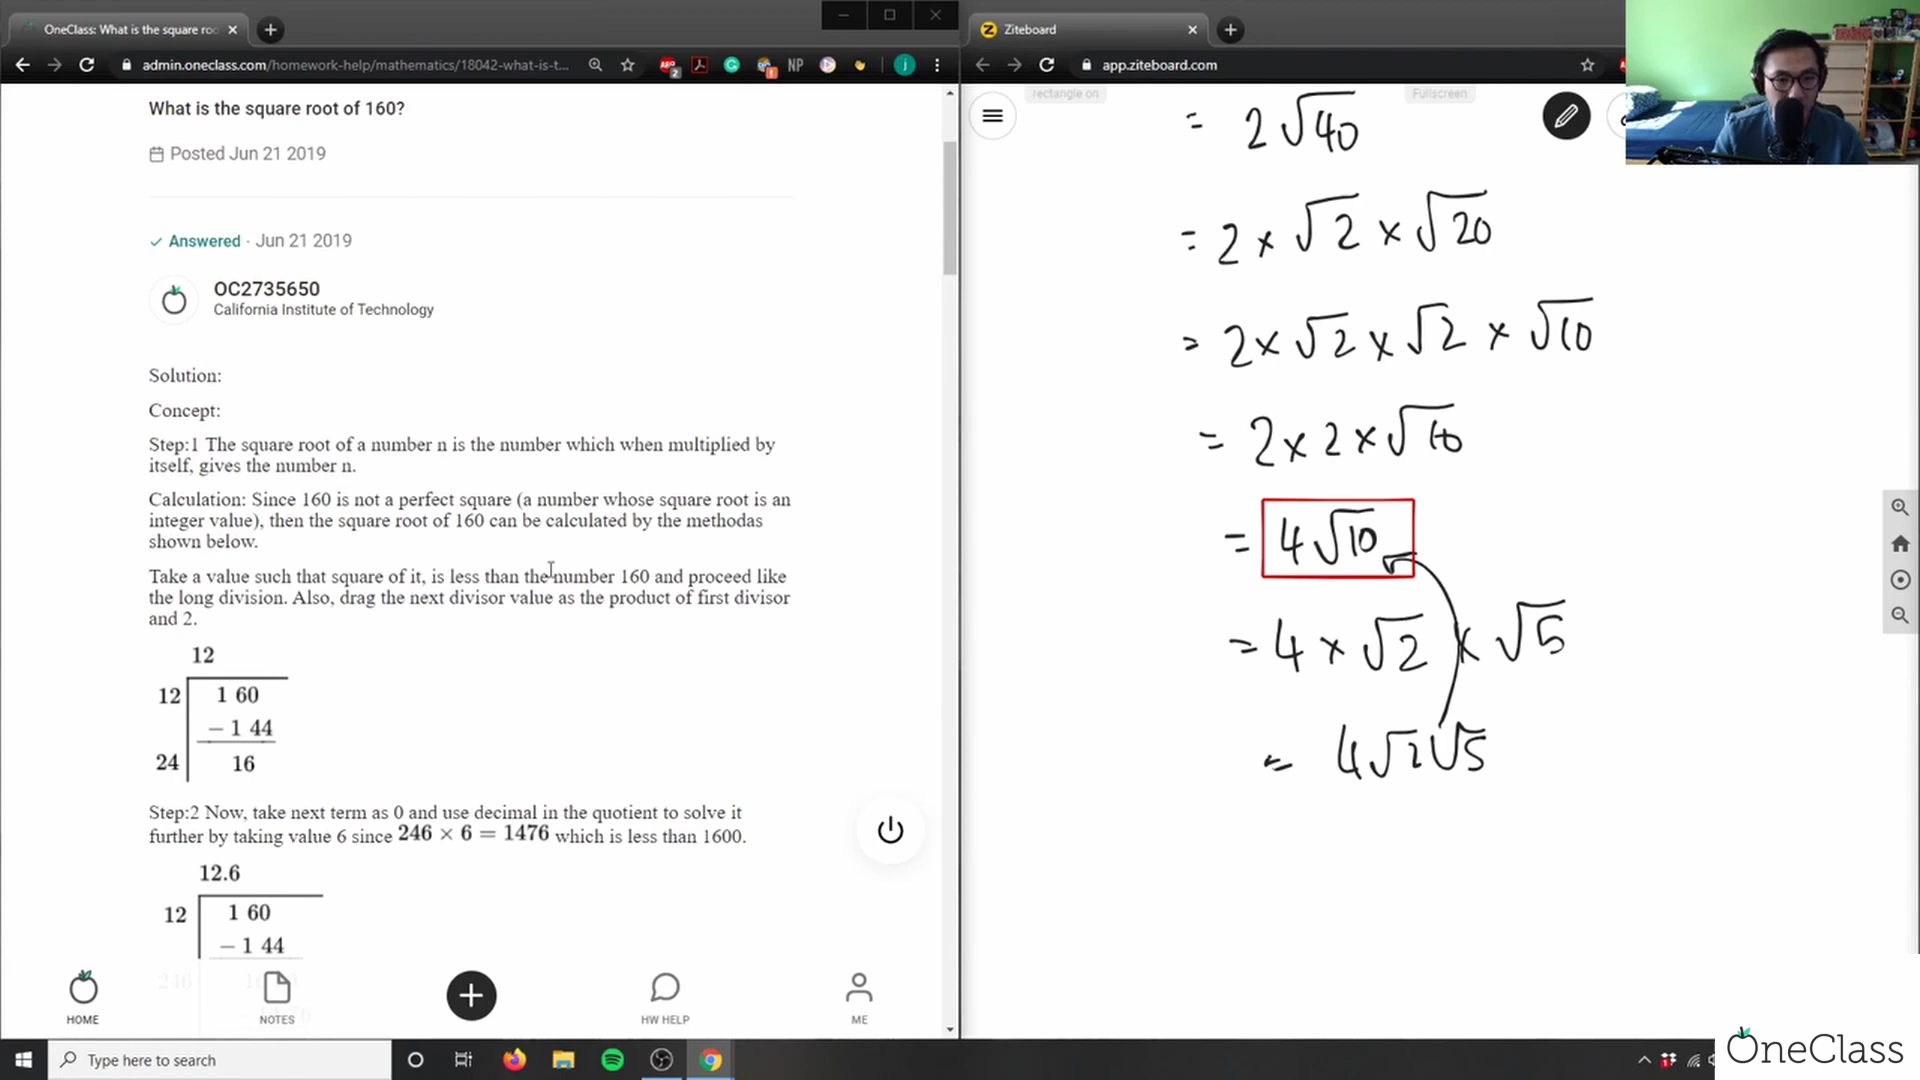 OneClass: What is the square roo
Ziteboard
admin.oneclass.com/homework-help/mathematics/18042-what-is-t...
NP
j
app.ziteboard.com
What is the square root of 160?
Posted Jun 21 2019
Answered · Jun 21 2019
OC2735650
California Institute of Technology
Solution:
Concept:
Step:1 The square root of a number n is the number which when multiplied by
itself, gives the number n.
Calculation: Since 160 is not a perfect square (a number whose square root is an
integer value), then the square root of 160 can be calculated by the methodas
shown below.
Take a value such that square of it, is less than the number 160 and proceed like
the long division. Also, drag the next divisor value as the product of first divisor
and 2.
12
12 1 60
− 1 44
24 16
Step:2 Now, take next term as 0 and use decimal in the quotient to solve it
further by taking value 6 since 246 × 6 = 1476 which is less than 1600.
12.6
12 1 60
− 1 44
246
HOME
NOTES
HW HELP
ME
rectangle on
Fullscreen
= 2√40
= 2 × √2 × √20
= 2 × √2 × √2 × √10
= 2 × 2 × √10
= 4√10
= 4 × √2 × √5
= 4√2√5
Type here to search
OneClass